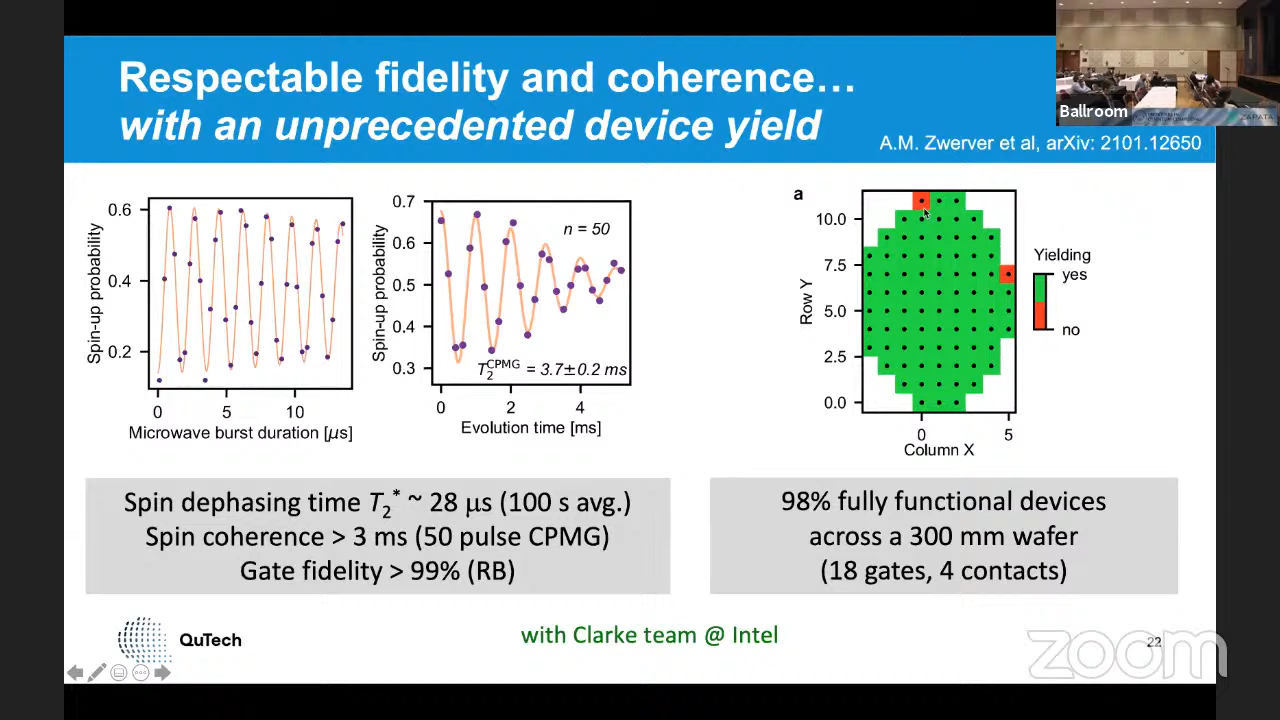 Respectable fidelity and coherence…
with an unprecedented device yield
Ballroom
ZAPATA
A.M. Zwerver et al, arXiv: 2101.12650
Spin-up probability
0.6
0.4
0.2
0
5
10
Microwave burst duration [μs]
Spin-up probability
0.7
0.6
0.5
0.4
0.3
n = 50
T₂^CPMG = 3.7±0.2 ms
0
2
4
Evolution time [ms]
a
Row Y
10.0
7.5
5.0
2.5
0.0
0
5
Column X
Yielding
yes
no
Spin dephasing time T₂* ~ 28 μs (100 s avg.)
Spin coherence > 3 ms (50 pulse CPMG)
Gate fidelity > 99% (RB)
98% fully functional devices
across a 300 mm wafer
(18 gates, 4 contacts)
QuTech
with Clarke team @ Intel
zoom
22